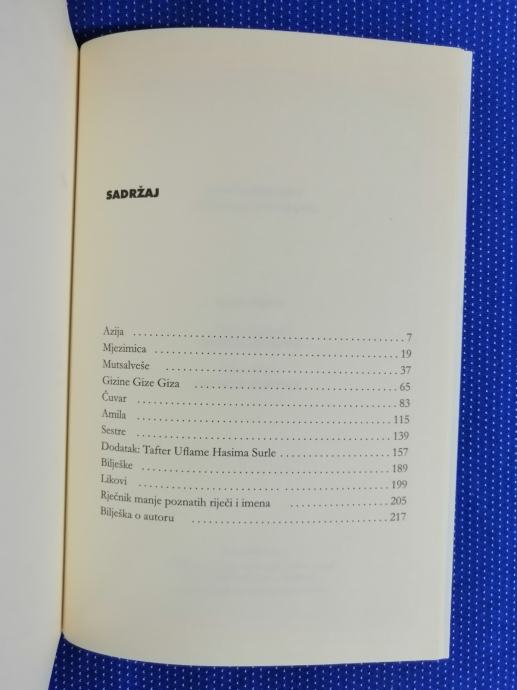 SADRŽAJ
Azija 7
Mjezimica 19
Mutsalveše 37
Gizine Gize Giza 65
Čuvar 83
Amila 115
Sestre 139
Dodatak: Tafter Uflame Hasima Surle 157
Bilješke 189
Likovi 199
Rječnik manje poznatih riječi i imena 205
Bilješka o autoru 217